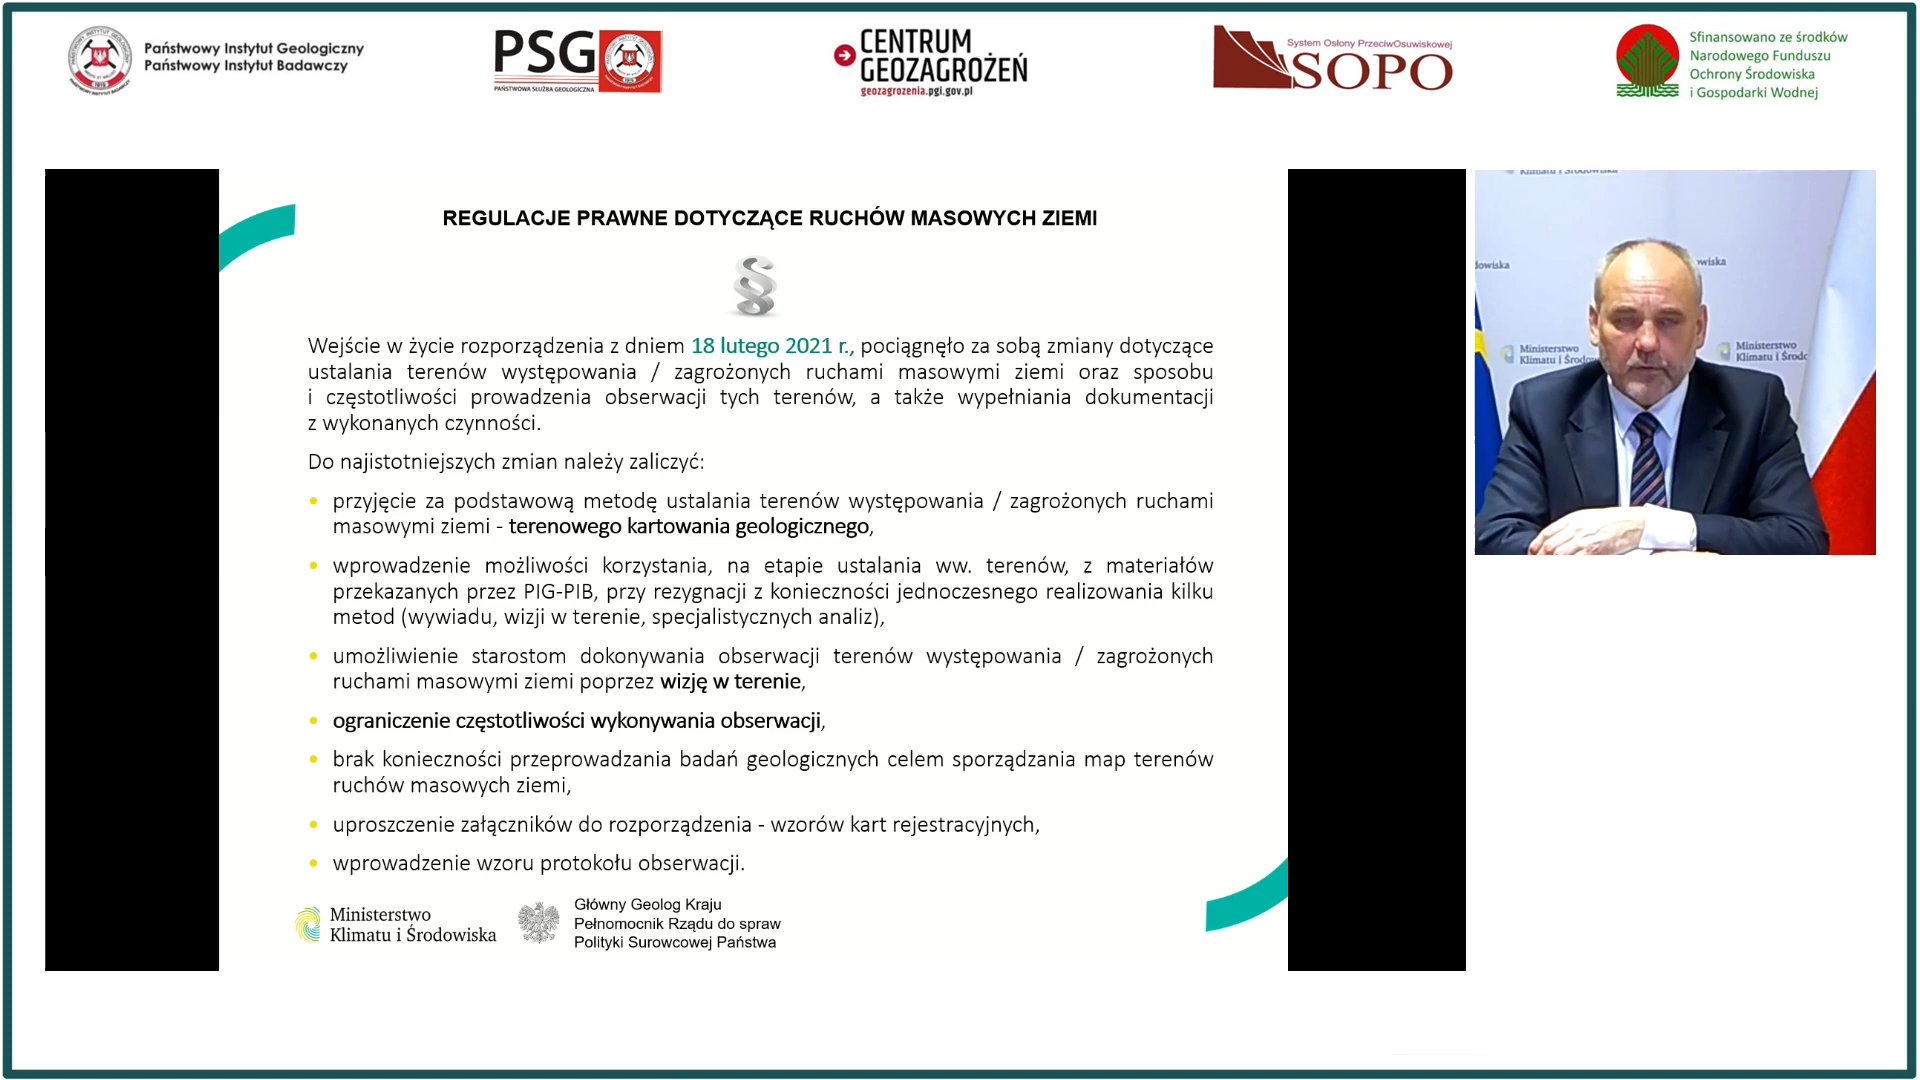 Państwowy Instytut Geologiczny
Państwowy Instytut Badawczy
PSG
PAŃSTWOWA SŁUŻBA GEOLOGICZNA
CENTRUM
GEOZAGROŻEŃ
geozagrozenia.pgi.gov.pl
System Osłony PrzeciwOsuwiskowej
SOPO
Sfinansowano ze środków
Narodowego Funduszu
Ochrony Środowiska
i Gospodarki Wodnej
REGULACJE PRAWNE DOTYCZĄCE RUCHÓW MASOWYCH ZIEMI
§
Wejście w życie rozporządzenia z dniem 18 lutego 2021 r., pociągnęło za sobą zmiany dotyczące
ustalania terenów występowania / zagrożonych ruchami masowymi ziemi oraz sposobu
i częstotliwości prowadzenia obserwacji tych terenów, a także wypełniania dokumentacji
z wykonanych czynności.
Do najistotniejszych zmian należy zaliczyć:
• przyjęcie za podstawową metodę ustalania terenów występowania / zagrożonych ruchami
masowymi ziemi - terenowego kartowania geologicznego,
• wprowadzenie możliwości korzystania, na etapie ustalania ww. terenów, z materiałów
przekazanych przez PIG-PIB, przy rezygnacji z konieczności jednoczesnego realizowania kilku
metod (wywiadu, wizji w terenie, specjalistycznych analiz),
• umożliwienie starostom dokonywania obserwacji terenów występowania / zagrożonych
ruchami masowymi ziemi poprzez wizję w terenie,
• ograniczenie częstotliwości wykonywania obserwacji,
• brak konieczności przeprowadzania badań geologicznych celem sporządzania map terenów
ruchów masowych ziemi,
• uproszczenie załączników do rozporządzenia - wzorów kart rejestracyjnych,
• wprowadzenie wzoru protokołu obserwacji.
Ministerstwo
Klimatu i Środowiska
Główny Geolog Kraju
Pełnomocnik Rządu do spraw
Polityki Surowcowej Państwa
Klimatu i Środowiska
Ministerstwo
Klimatu i
Ministerstwo
Klimatu i